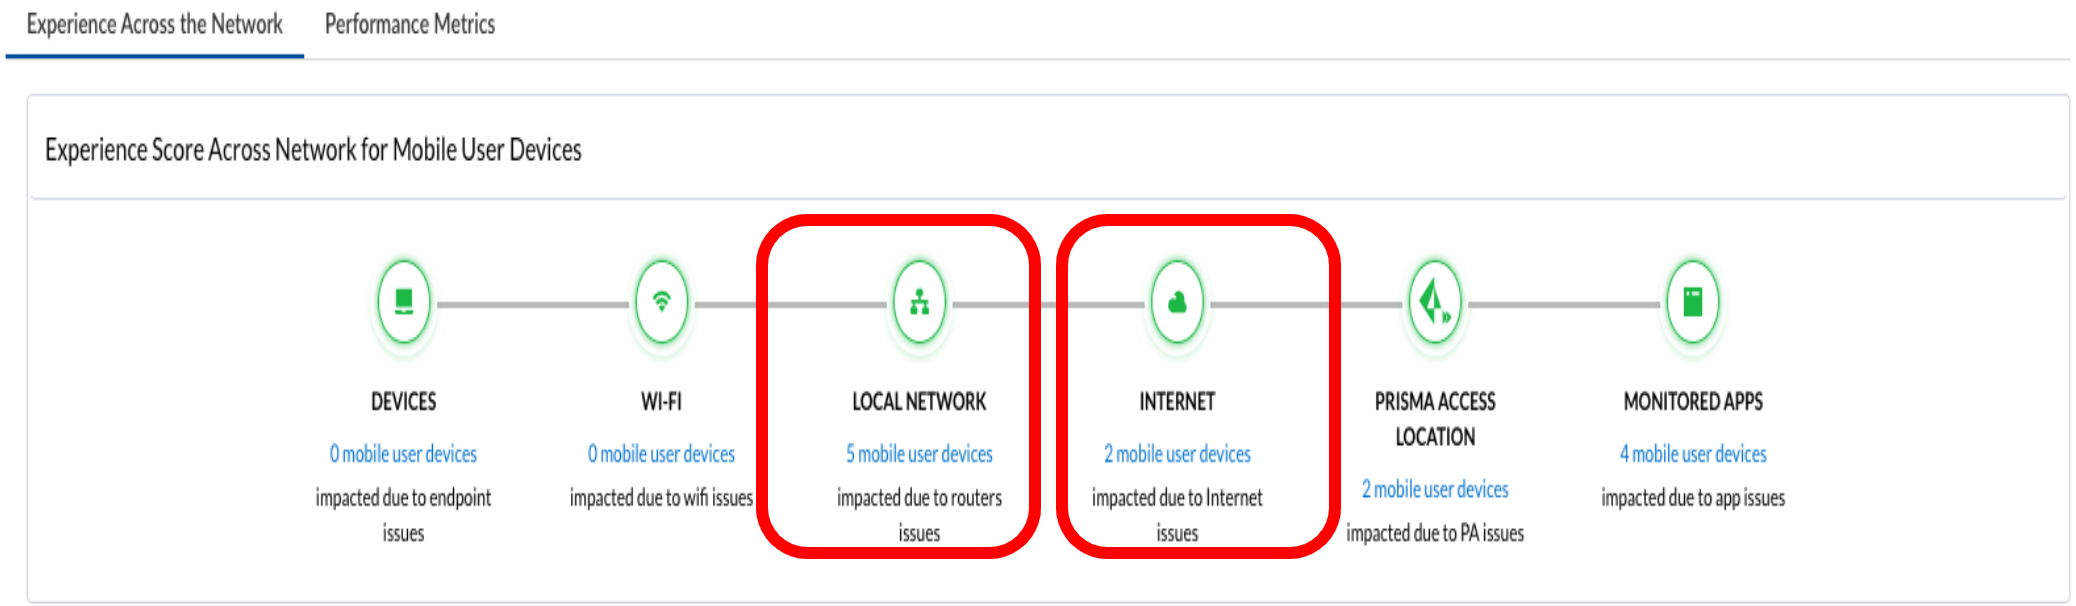 Experience Across the Network
Performance Metrics
Experience Score Across Network for Mobile User Devices
DEVICES
0 mobile user devices
impacted due to endpoint
issues
WI-FI
0 mobile user devices
impacted due to wifi issues
LOCAL NETWORK
5 mobile user devices
impacted due to routers
issues
INTERNET
2 mobile user devices
impacted due to Internet
issues
PRISMA ACCESS
LOCATION
2 mobile user devices
impacted due to PA issues
MONITORED APPS
4 mobile user devices
impacted due to app issues